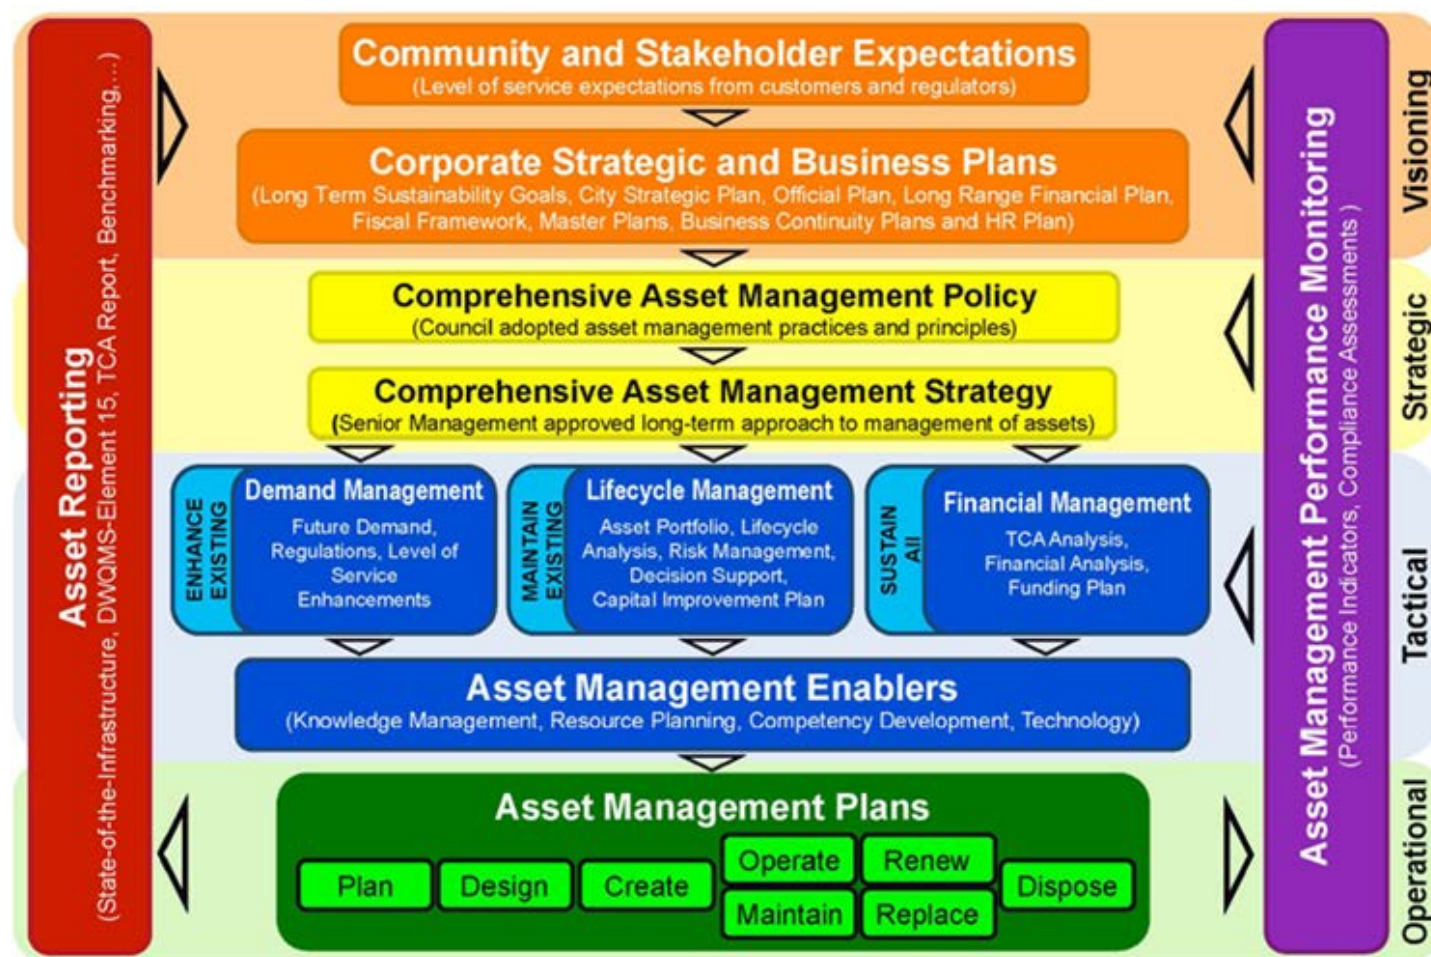 Community and Stakeholder Expectations
(Level of service expectations from customers and regulators)
Corporate Strategic and Business Plans
(Long Term Sustainability Goals, City Strategic Plan, Official Plan, Long Range Financial Plan,
Fiscal Framework, Master Plans, Business Continuity Plans and HR Plan)
Comprehensive Asset Management Policy
(Council adopted asset management practices and principles)
Comprehensive Asset Management Strategy
(Senior Management approved long-term approach to management of assets)
ENHANCE
EXISTING
Demand Management
Future Demand,
Regulations, Level of
Service
Enhancements
MAINTAIN
EXISTING
Lifecycle Management
Asset Portfolio, Lifecycle
Analysis, Risk Management,
Decision Support,
Capital Improvement Plan
SUSTAIN
All
Financial Management
TCA Analysis,
Financial Analysis,
Funding Plan
Asset Management Enablers
(Knowledge Management, Resource Planning, Competency Development, Technology)
Asset Management Plans
Plan
Design
Create
Operate
Maintain
Renew
Replace
Dispose
Asset Reporting
(State-of-the-Infrastructure, DWQMS-Element 15, TCA Report, Benchmarking,...)
Asset Management Performance Monitoring
(Performance Indicators, Compliance Assessments )
Visioning
Strategic
Tactical
Operational